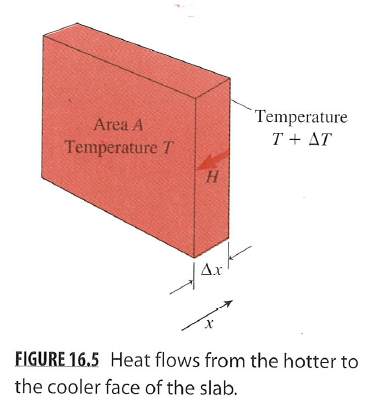 Area A
Temperature T
Temperature
T + ΔT
H
Δx
x
FIGURE 16.5 Heat flows from the hotter to
the cooler face of the slab.